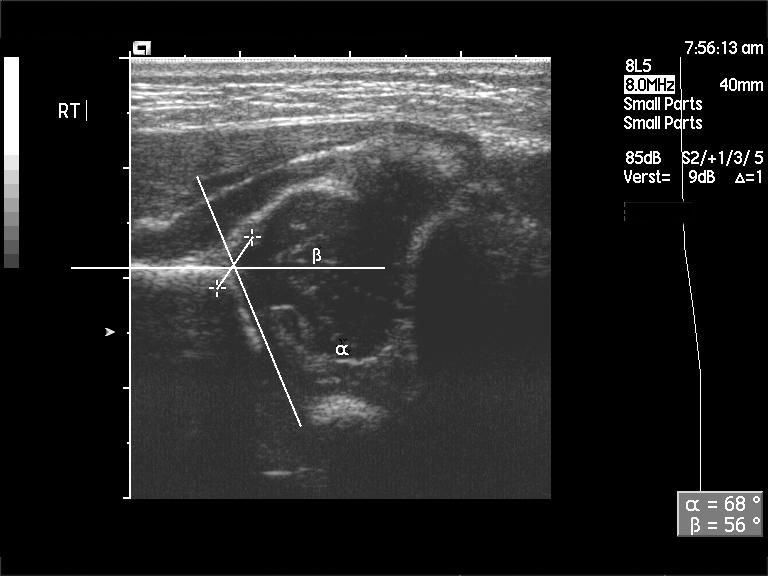 7:56:13 am
8L5
8.0MHz 40mm
Small Parts
Small Parts
85dB S2/+1/3/5
Verst= 9dB Δ=1
RT
β
α
α = 68 °
β = 56 °